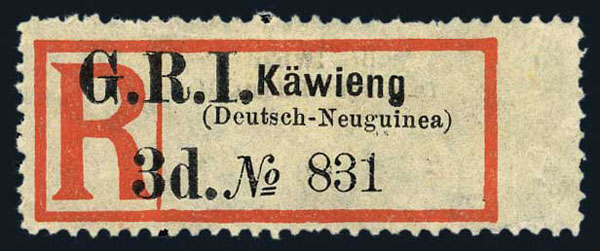 G.R.I. Käwieng
(Deutsch-Neuguinea)
R
3d. No 831